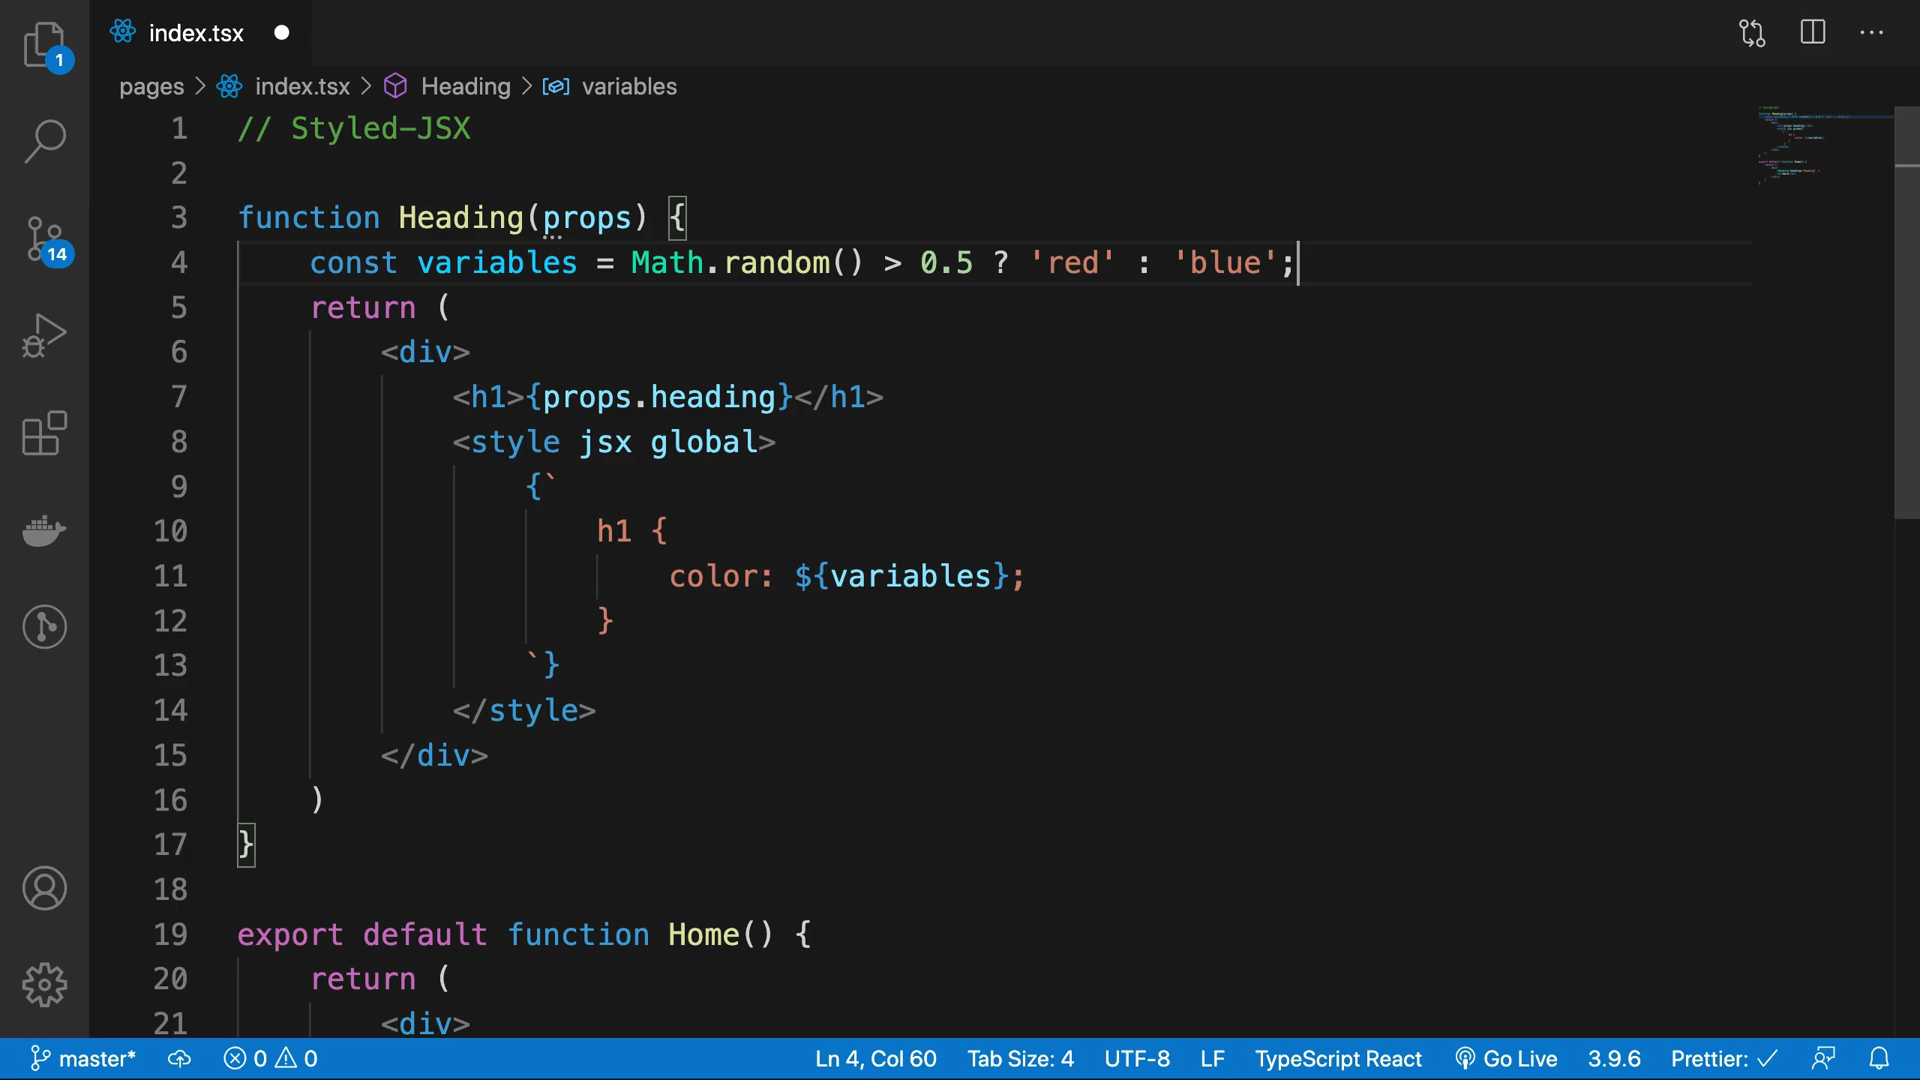 index.tsx
pages > index.tsx > Heading > variables
1
14
1 // Styled-JSX
2
3 function Heading(props) {
4 const variables = Math.random() > 0.5 ? 'red' : 'blue';
5 return (
6 <div>
7 <h1>{props.heading}</h1>
8 <style jsx global>
9 {`
10 h1 {
11 color: ${variables};
12 }
13 `}
14 </style>
15 </div>
16 )
17 }
18
19 export default function Home() {
20 return (
21 <div>
master* 0 0 Ln 4, Col 60 Tab Size: 4 UTF-8 LF TypeScript React Go Live 3.9.6 Prettier: ✓